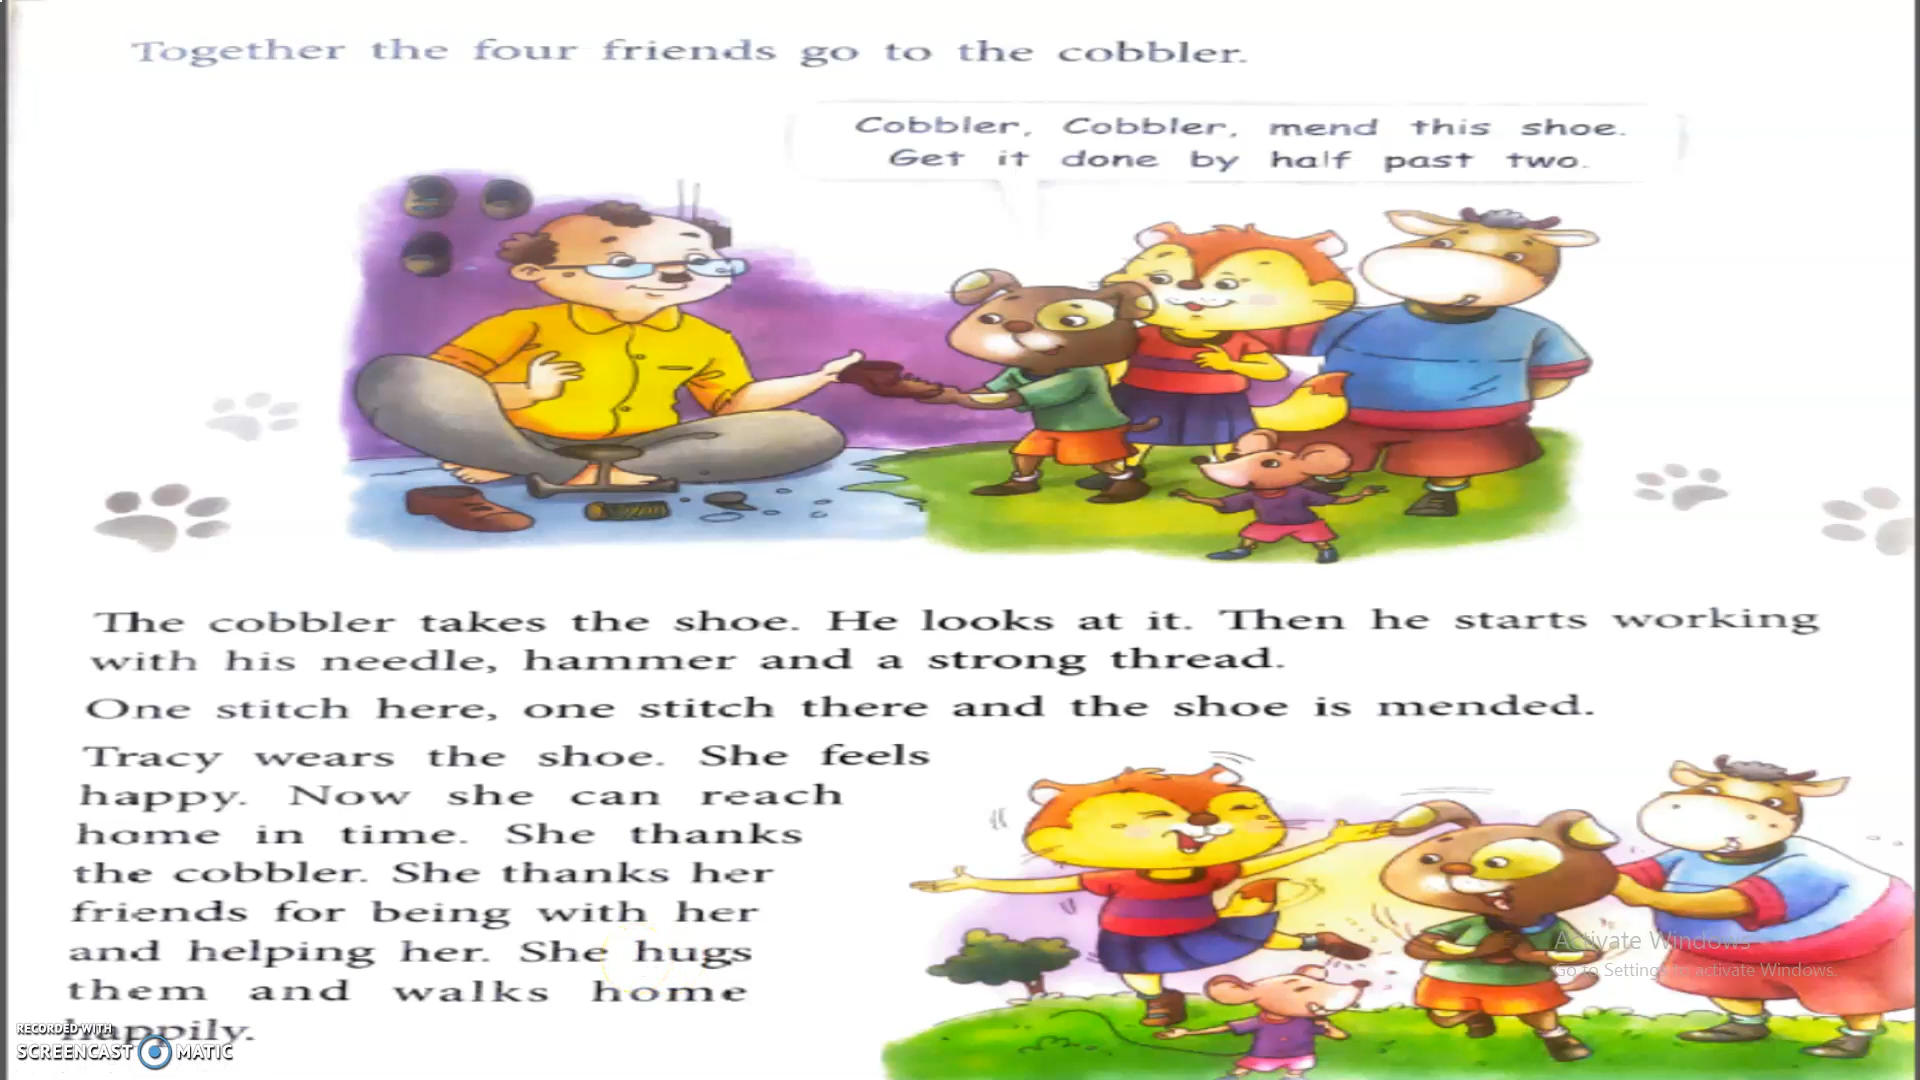 Together the four friends go to the cobbler.
Cobbler, Cobbler, mend this shoe.
Get it done by half past two.
The cobbler takes the shoe. He looks at it. Then he starts working
with his needle, hammer and a strong thread.
One stitch here, one stitch there and the shoe is mended.
Tracy wears the shoe. She feels
happy. Now she can reach
home in time. She thanks
the cobbler. She thanks her
friends for being with her
and helping her. She hugs
them and walks home
happily.
Activate Windows
Go to Settings to activate Windows.
RECORDED WITH
SCREENCAST MATIC